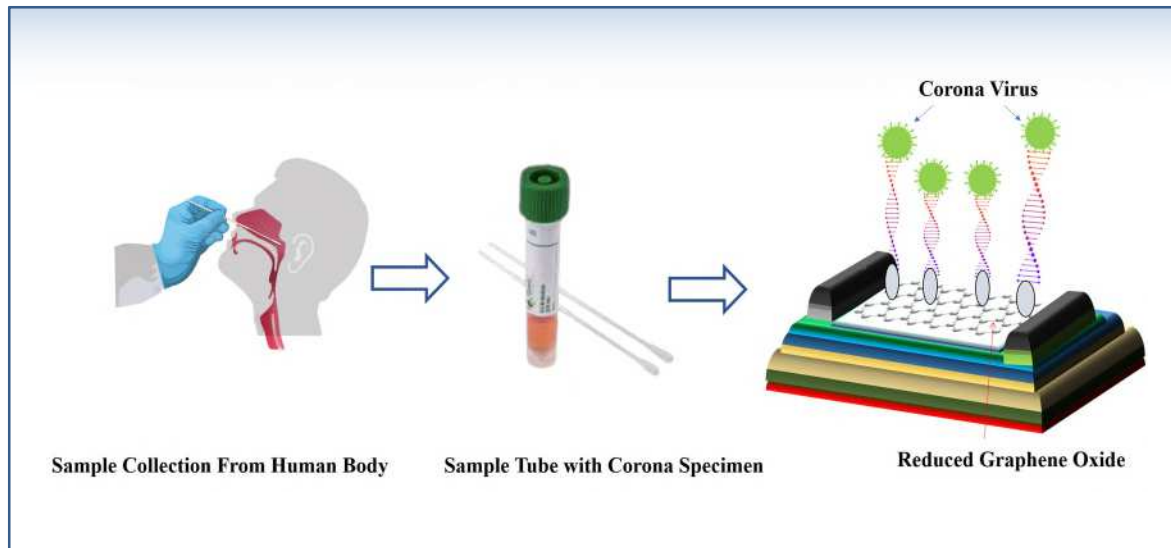 Corona Virus
Sample Collection From Human Body
Sample Tube with Corona Specimen
Reduced Graphene Oxide